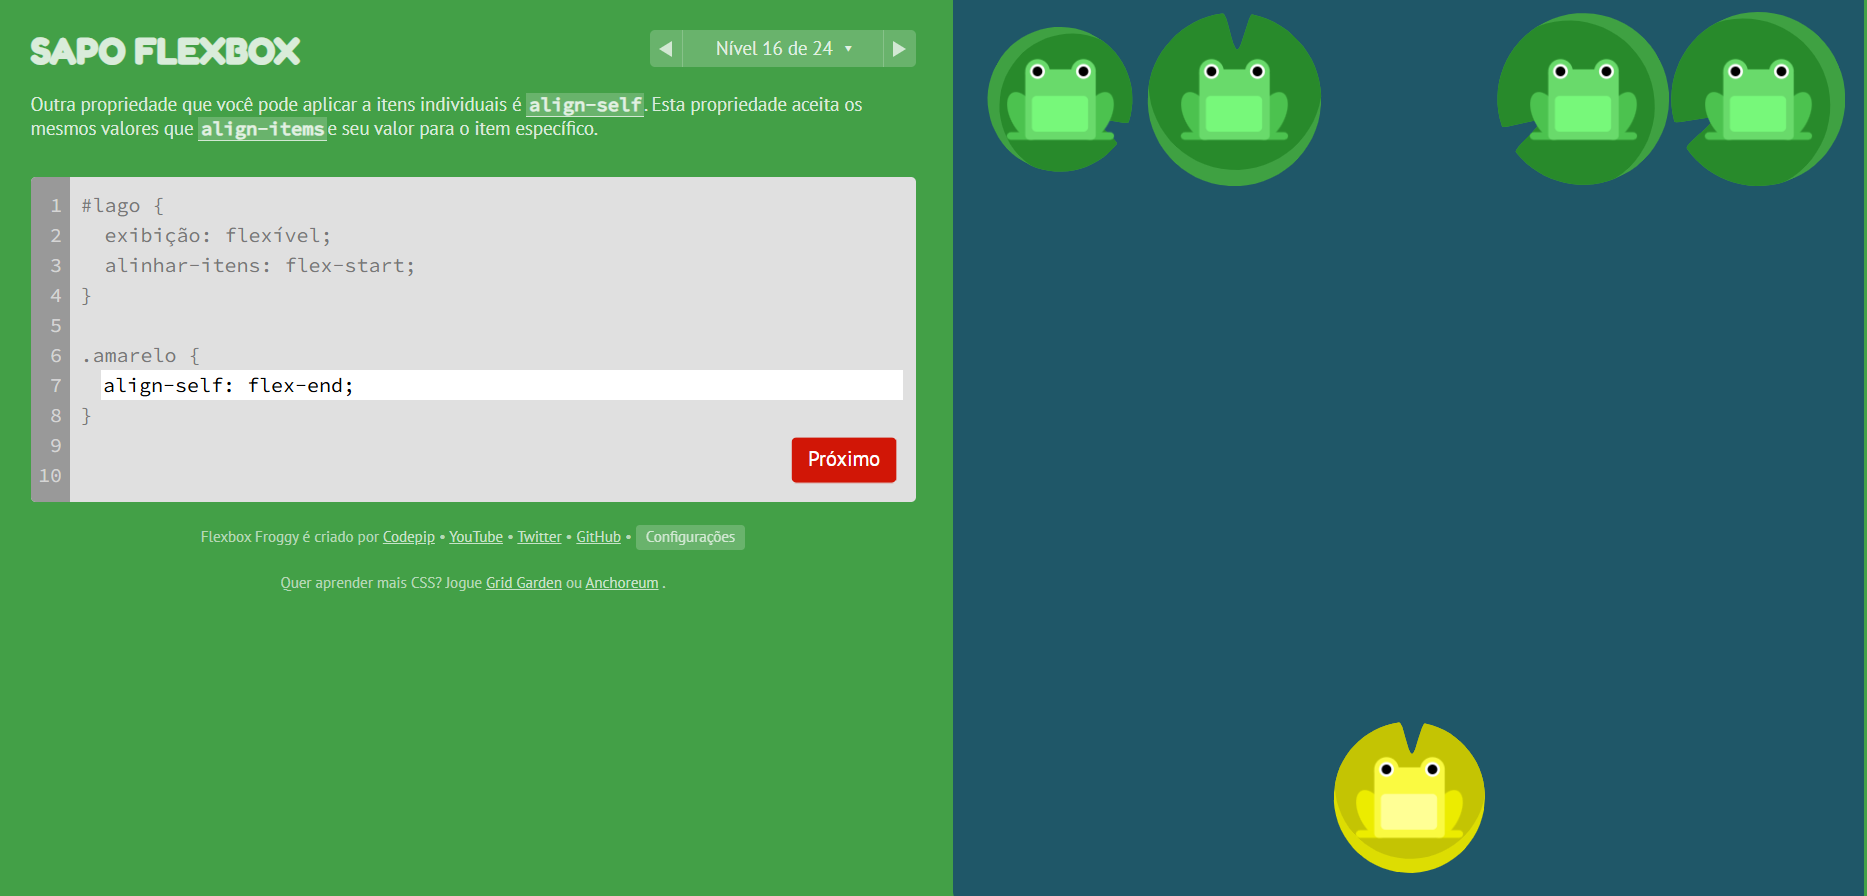 SAPO FLEXBOX
◀ Nível 16 de 24 ▼ ▶
Outra propriedade que você pode aplicar a itens individuais é align-self. Esta propriedade aceita os
mesmos valores que align-items e seu valor para o item específico.
1 #lago {
2 exibição: flexível;
3 alinhar-itens: flex-start;
4 }
5
6 .amarelo {
7 align-self: flex-end;
8 }
9
10
Próximo
Flexbox Froggy é criado por Codepip • YouTube • Twitter • GitHub • Configurações
Quer aprender mais CSS? Jogue Grid Garden ou Anchoreum .